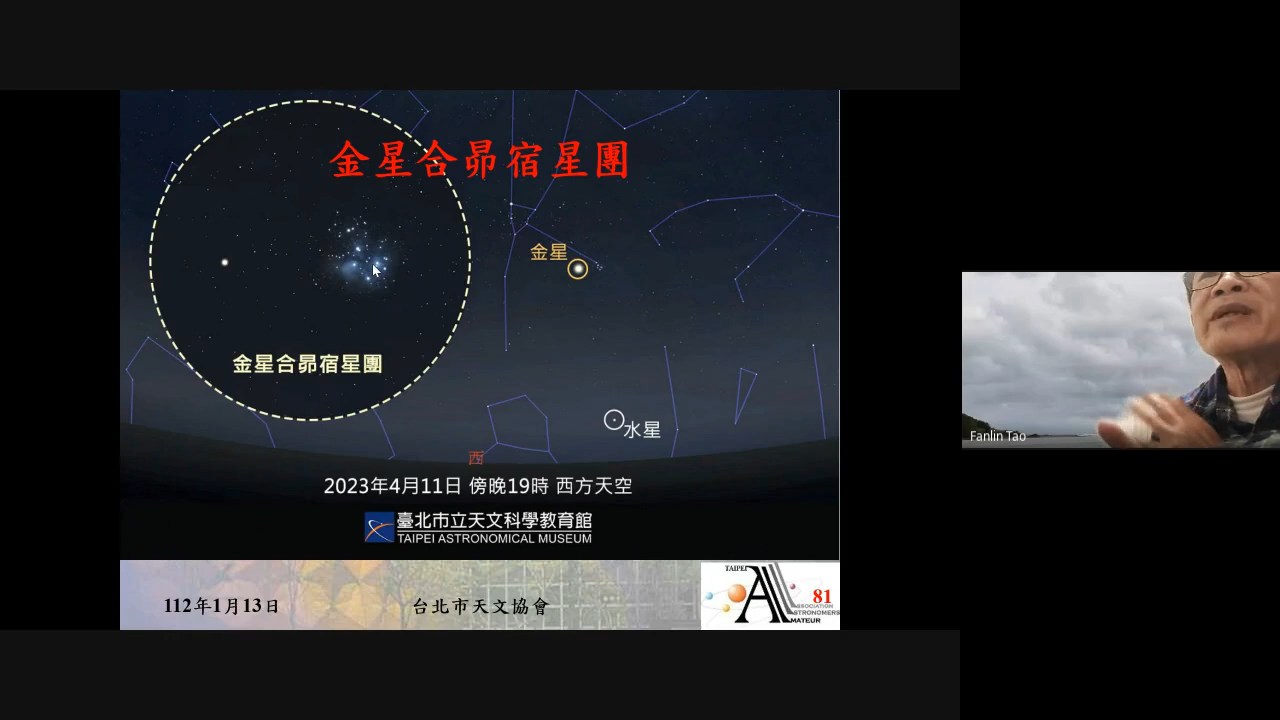 金星合昴宿星團
金星
金星合昴宿星團
水星
西
2023年4月11日 傍晚19時 西方天空
臺北市立天文科學教育館
TAIPEI ASTRONOMICAL MUSEUM
112年1月13日
台北市天文協會
TAIPEI
81
ASSOCIATION
ASTRONOMERS
AMATEUR
Fanlin Tao